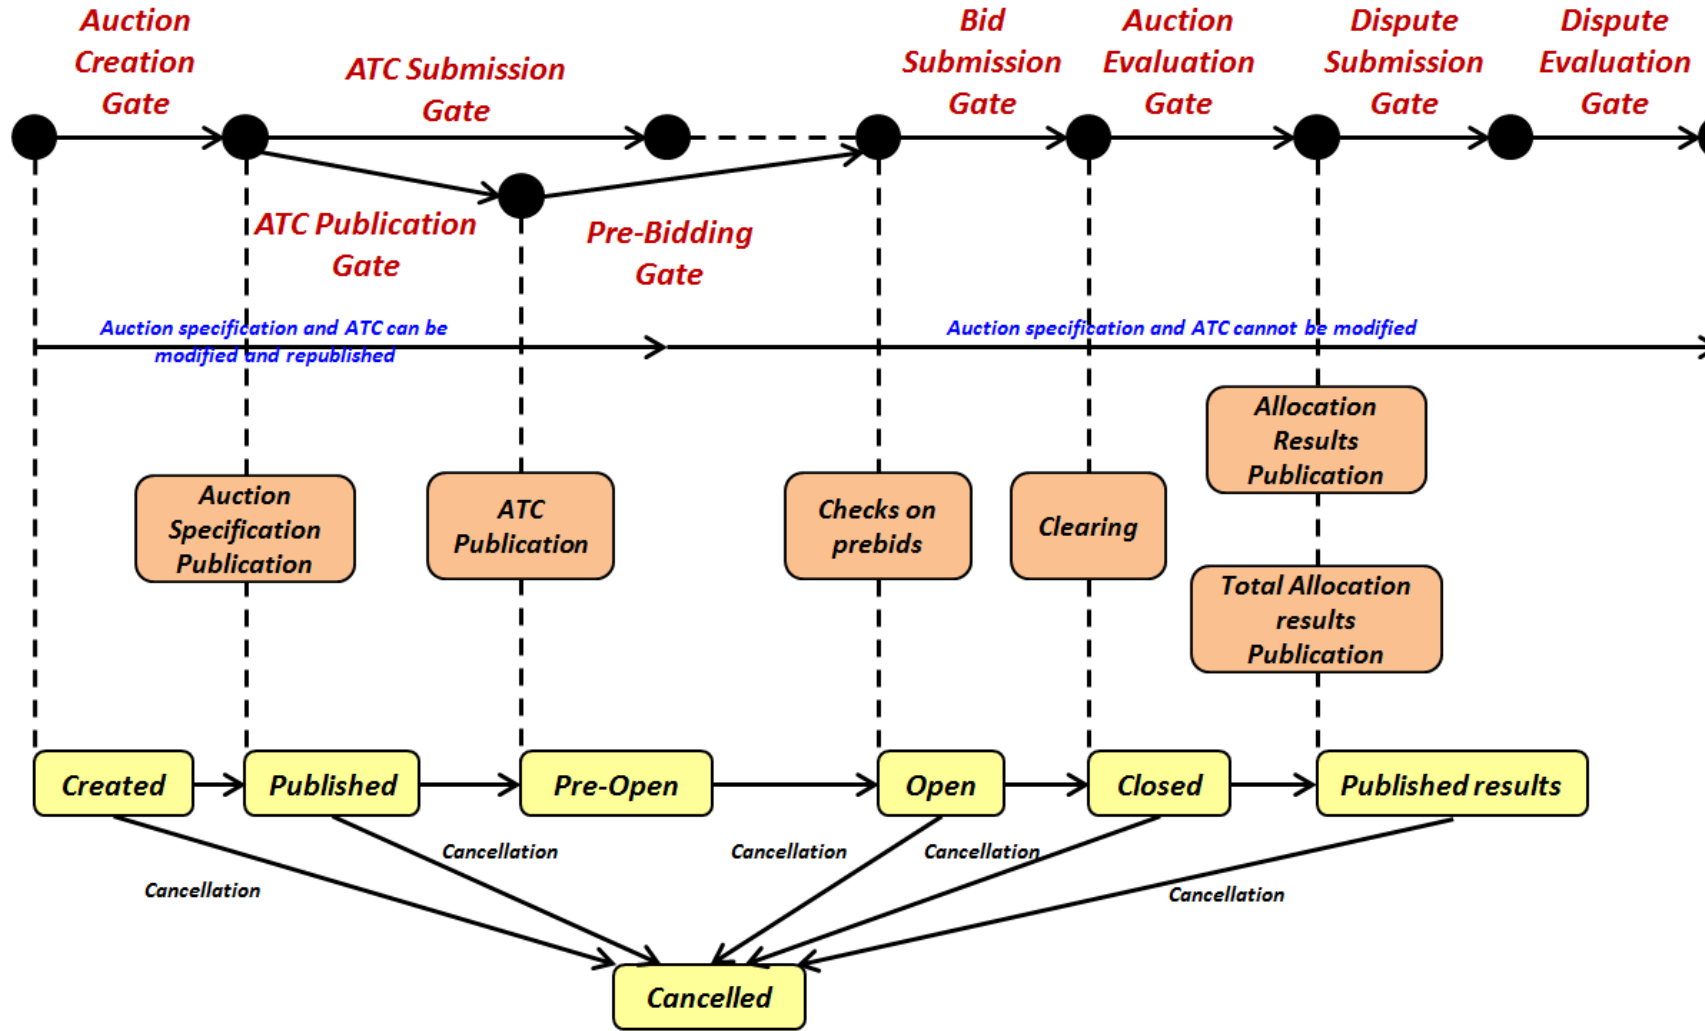 Auction
Creation
Gate
ATC Submission
Gate
Bid
Submission
Gate
Auction
Evaluation
Gate
Dispute
Submission
Gate
Dispute
Evaluation
Gate
ATC Publication
Gate
Pre-Bidding
Gate
Auction specification and ATC can be
modified and republished
Auction specification and ATC cannot be modified
Auction
Specification
Publication
ATC
Publication
Checks on
prebids
Clearing
Allocation
Results
Publication
Total Allocation
results
Publication
Created
Published
Pre-Open
Open
Closed
Published results
Cancellation
Cancellation
Cancellation
Cancellation
Cancellation
Cancelled